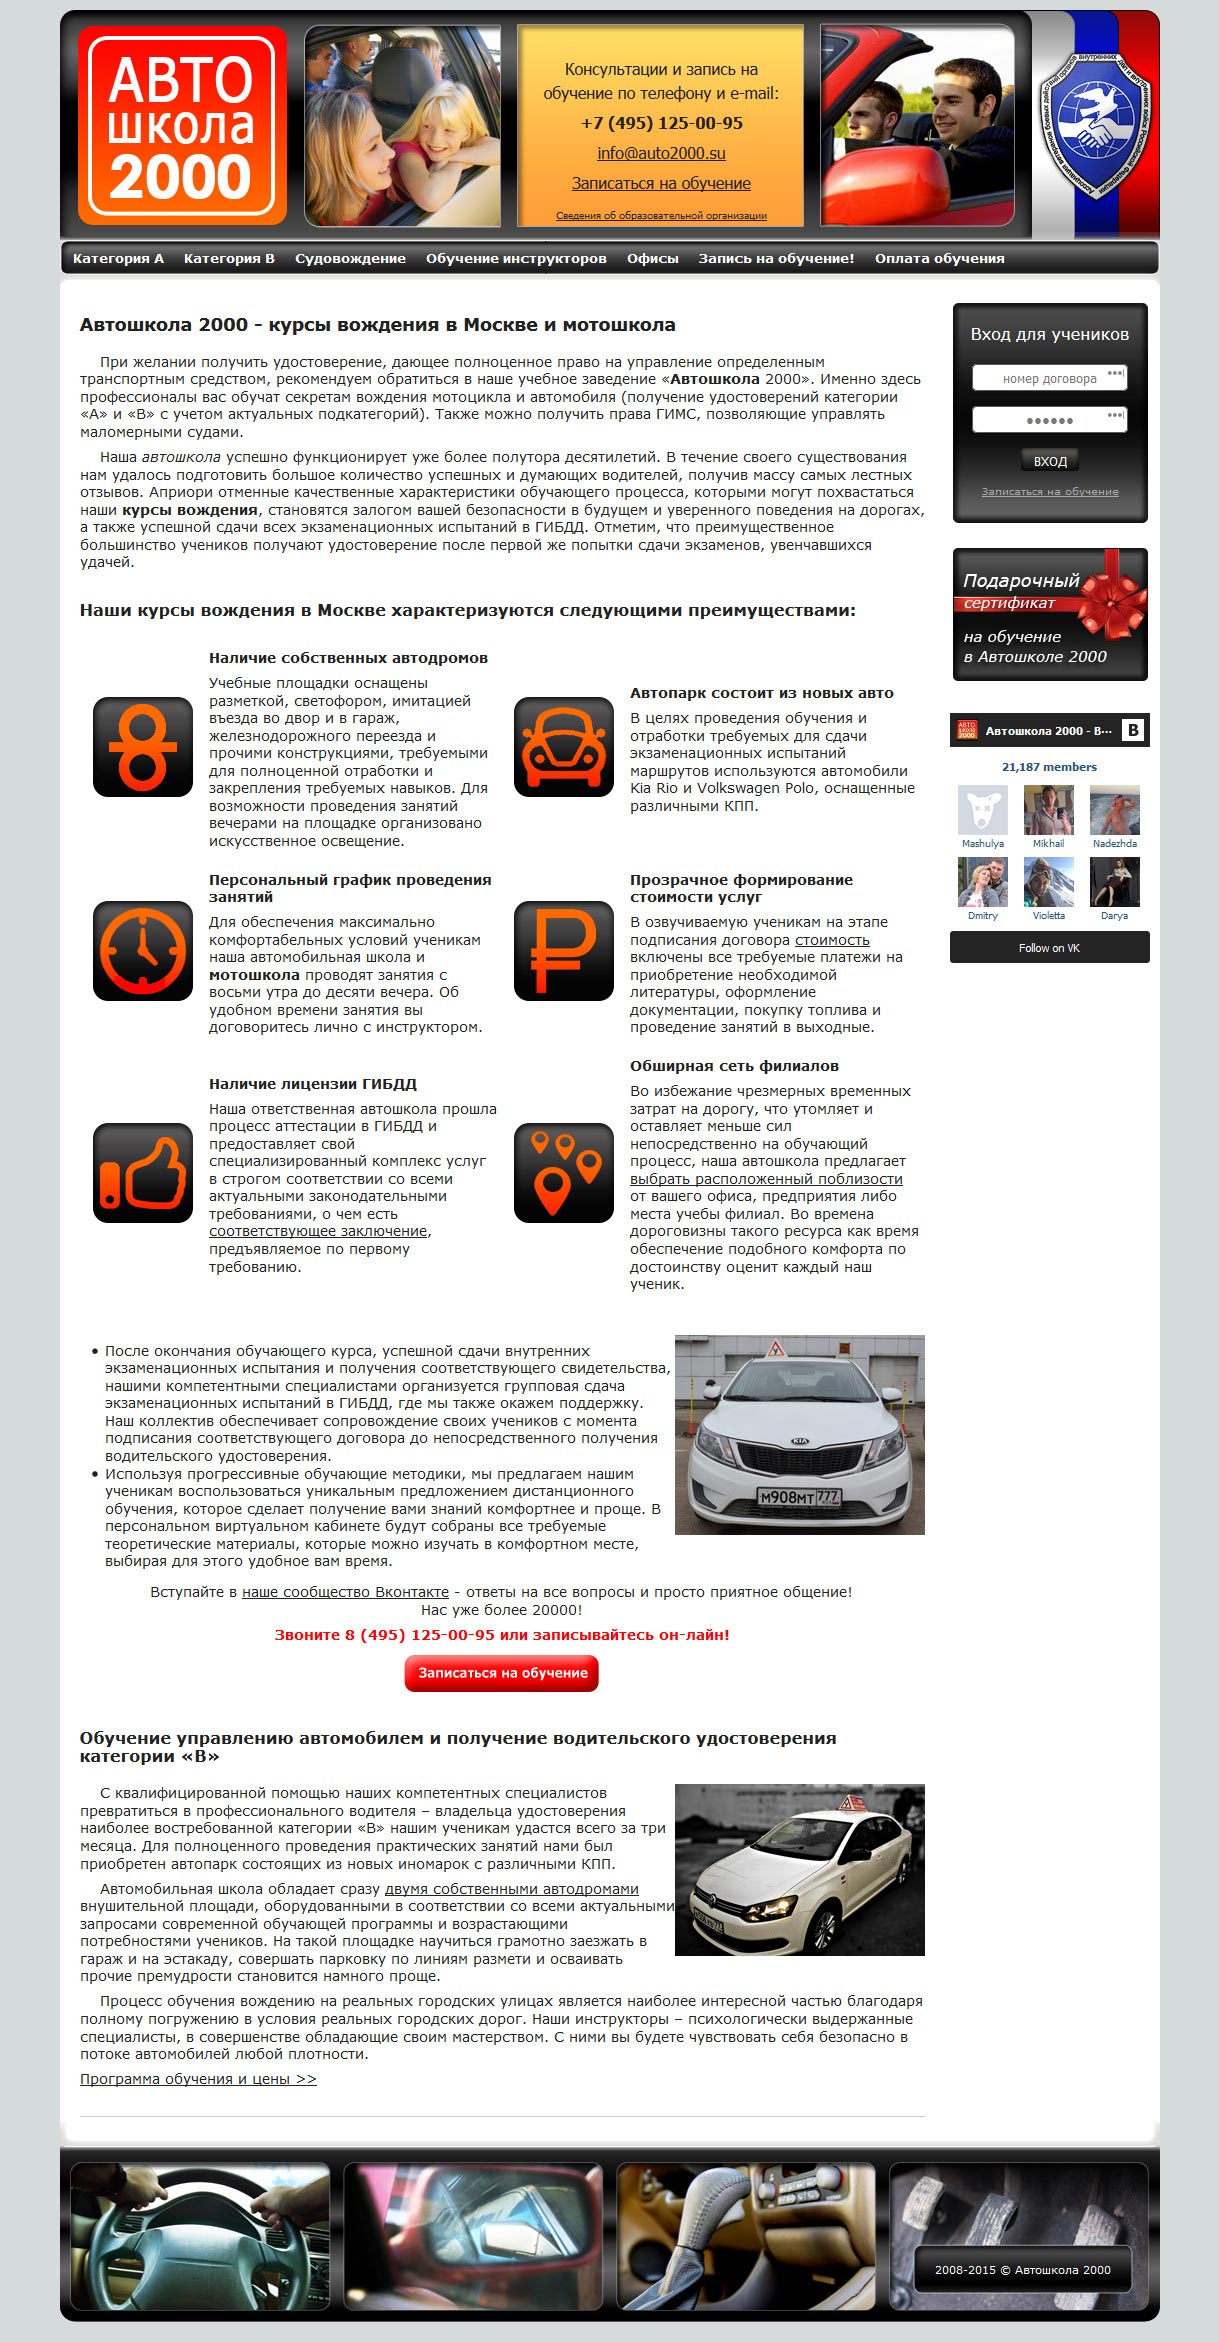 АВТО
школа
2000
Консультации и запись на
обучение по телефону и e-mail:
+7 (495) 125-00-95
info@auto2000.su
Записаться на обучение
Сведения об образовательной организации
Категория А Категория В Судовождение Обучение инструкторов Офисы Запись на обучение! Оплата обучения
Автошкола 2000 - курсы вождения в Москве и мотошкола
При желании получить удостоверение, дающее полноценное право на управление определенным
транспортным средством, рекомендуем обратиться в наше учебное заведение «Автошкола 2000». Именно здесь
профессионалы вас обучат секретам вождения мотоцикла и автомобиля (получение удостоверений категории
«А» и «В» с учетом актуальных подкатегорий). Также можно получить права ГИМС, позволяющие управлять
маломерными судами.
Наша автошкола успешно функционирует уже более полутора десятилетий. В течение своего существования
нам удалось подготовить большое количество успешных и думающих водителей, получив массу самых лестных
отзывов. Априори отменные качественные характеристики обучающего процесса, которыми могут похвастаться
наши курсы вождения, становятся залогом вашей безопасности в будущем и уверенного поведения на дорогах,
а также успешной сдачи всех экзаменационных испытаний в ГИБДД. Отметим, что преимущественное
большинство учеников получают удостоверение после первой же попытки сдачи экзаменов, увенчавшихся
удачей.
Наши курсы вождения в Москве характеризуются следующими преимуществами:
Наличие собственных автодромов
Учебные площадки оснащены
разметкой, светофором, имитацией
въезда во двор и в гараж,
железнодорожного переезда и
прочими конструкциями, требуемыми
для полноценной отработки и
закрепления требуемых навыков. Для
возможности проведения занятий
вечерами на площадке организовано
искусственное освещение.
Автопарк состоит из новых авто
В целях проведения обучения и
отработки требуемых для сдачи
экзаменационных испытаний
маршрутов используются автомобили
Kia Rio и Volkswagen Polo, оснащенные
различными КПП.
Персональный график проведения
занятий
Для обеспечения максимально
комфортабельных условий ученикам
наша автомобильная школа и
мотошкола проводят занятия с
восьми утра до десяти вечера. Об
удобном времени занятия вы
договоритесь лично с инструктором.
Прозрачное формирование
стоимости услуг
В озвучиваемую ученикам на этапе
подписания договора стоимость
включены все требуемые платежи на
приобретение необходимой
литературы, оформление
документации, покупку топлива и
проведение занятий в выходные.
Наличие лицензии ГИБДД
Наша ответственная автошкола прошла
процесс аттестации в ГИБДД и
предоставляет свой
специализированный комплекс услуг
в строгом соответствии со всеми
актуальными законодательными
требованиями, о чем есть
соответствующее заключение,
предъявляемое по первому
требованию.
Обширная сеть филиалов
Во избежание чрезмерных временных
затрат на дорогу, что утомляет и
оставляет меньше сил
непосредственно на обучающий
процесс, наша автошкола предлагает
выбрать расположенный поблизости
от вашего офиса, предприятия либо
места учебы филиал. Во времена
дороговизны такого ресурса как время
обеспечение подобного комфорта по
достоинству оценит каждый наш
ученик.
• После окончания обучающего курса, успешной сдачи внутренних
экзаменационных испытания и получения соответствующего свидетельства,
нашими компетентными специалистами организуется групповая сдача
экзаменационных испытаний в ГИБДД, где мы также окажем поддержку.
Наш коллектив обеспечивает сопровождение своих учеников с момента
подписания соответствующего договора до непосредственного получения
водительского удостоверения.
• Используя прогрессивные обучающие методики, мы предлагаем нашим
ученикам воспользоваться уникальным предложением дистанционного
обучения, которое сделает получение вами знаний комфортнее и проще. В
персональном виртуальном кабинете будут собраны все требуемые
теоретические материалы, которые можно изучать в комфортном месте,
выбирая для этого удобное вам время.
KIA
М908МТ 777
Вступайте в наше сообщество Вконтакте - ответы на все вопросы и просто приятное общение!
Нас уже более 20000!
Звоните 8 (495) 125-00-95 или записывайтесь он-лайн!
Записаться на обучение
Обучение управлению автомобилем и получение водительского удостоверения
категории «В»
С квалифицированной помощью наших компетентных специалистов
превратиться в профессионального водителя – владельца удостоверения
наиболее востребованной категории «В» нашим ученикам удастся всего за три
месяца. Для полноценного проведения практических занятий нами был
приобретен автопарк состоящих из новых иномарок с различными КПП.
Автомобильная школа обладает сразу двумя собственными автодромами
внушительной площади, оборудованными в соответствии со всеми актуальными
запросами современной обучающей программы и возрастающими
потребностями учеников. На такой площадке научиться грамотно заезжать в
гараж и на эстакаду, совершать парковку по линиям размети и осваивать
прочие премудрости становится намного проще.
Процесс обучения вождению на реальных городских улицах является наиболее интересной частью благодаря
полному погружению в условия реальных городских дорог. Наши инструкторы – психологически выдержанные
специалисты, в совершенстве обладающие своим мастерством. С ними вы будете чувствовать себя безопасно в
потоке автомобилей любой плотности.
Программа обучения и цены >>
Вход для учеников
номер договора
ВХОД
Записаться на обучение
Подарочный
сертификат
на обучение
в Автошколе 2000
АВТО
школа
2000
Автошкола 2000 - В···
B
21,187 members
Mashulya Mikhail Nadezhda
Dmitry Violetta Darya
Follow on VK
2008-2015 © Автошкола 2000